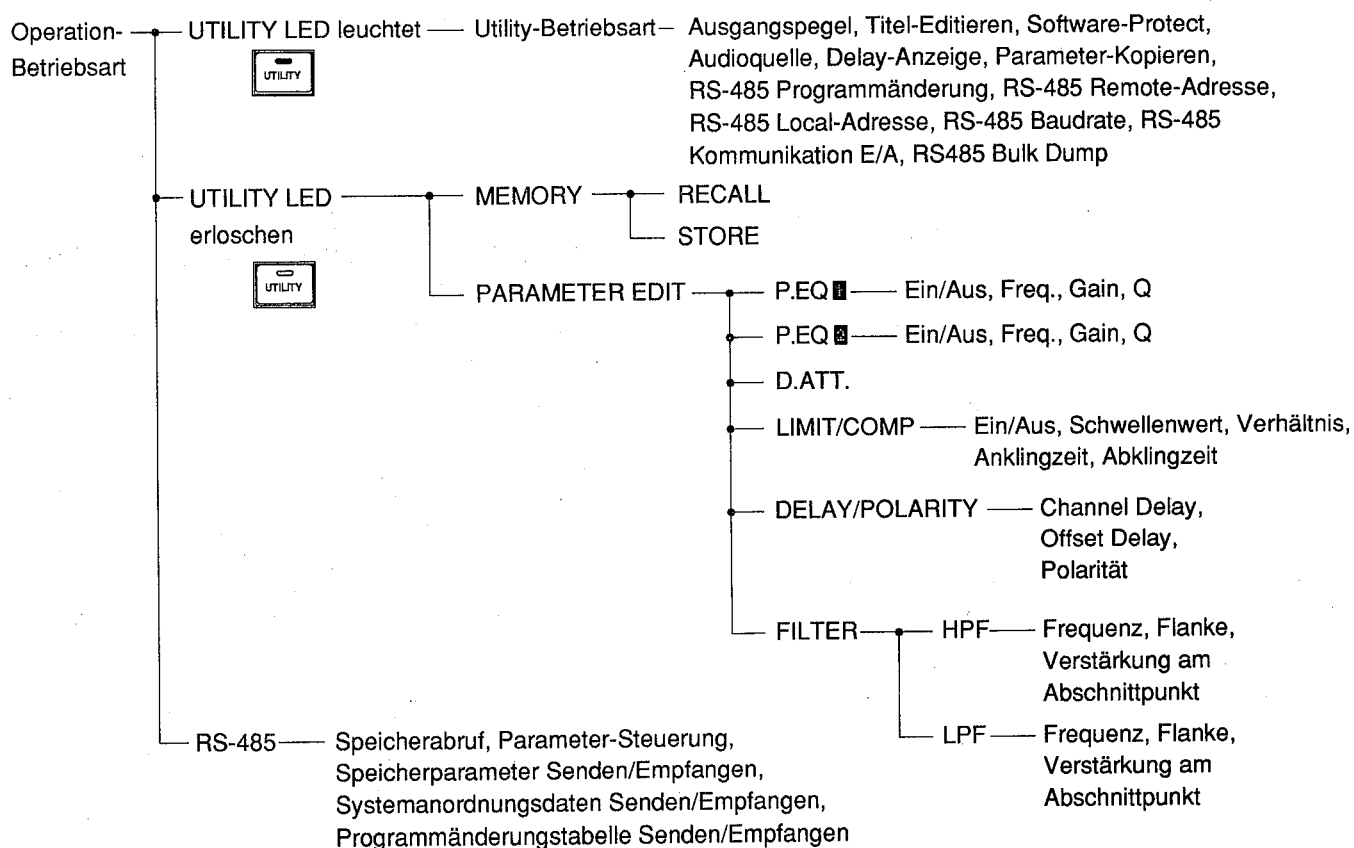 Operation-Betriebsart
UTILITY LED leuchtet
UTILITY
Utility-Betriebsart
Ausgangspegel, Titel-Editieren, Software-Protect,
Audioquelle, Delay-Anzeige, Parameter-Kopieren,
RS-485 Programmänderung, RS-485 Remote-Adresse,
RS-485 Local-Adresse, RS-485 Baudrate, RS-485
Kommunikation E/A, RS485 Bulk Dump
UTILITY LED
erloschen
UTILITY
MEMORY
RECALL
STORE
PARAMETER EDIT
P.EQ
Ein/Aus, Freq., Gain, Q
P.EQ
Ein/Aus, Freq., Gain, Q
D.ATT.
LIMIT/COMP
Ein/Aus, Schwellenwert, Verhältnis,
Anklingzeit, Abklingzeit
DELAY/POLARITY
Channel Delay,
Offset Delay,
Polarität
FILTER
HPF
Frequenz, Flanke,
Verstärkung am
Abschnittpunkt
LPF
Frequenz, Flanke,
Verstärkung am
Abschnittpunkt
RS-485
Speicherabruf, Parameter-Steuerung,
Speicherparameter Senden/Empfangen,
Systemanordnungsdaten Senden/Empfangen,
Programmänderungstabelle Senden/Empfangen